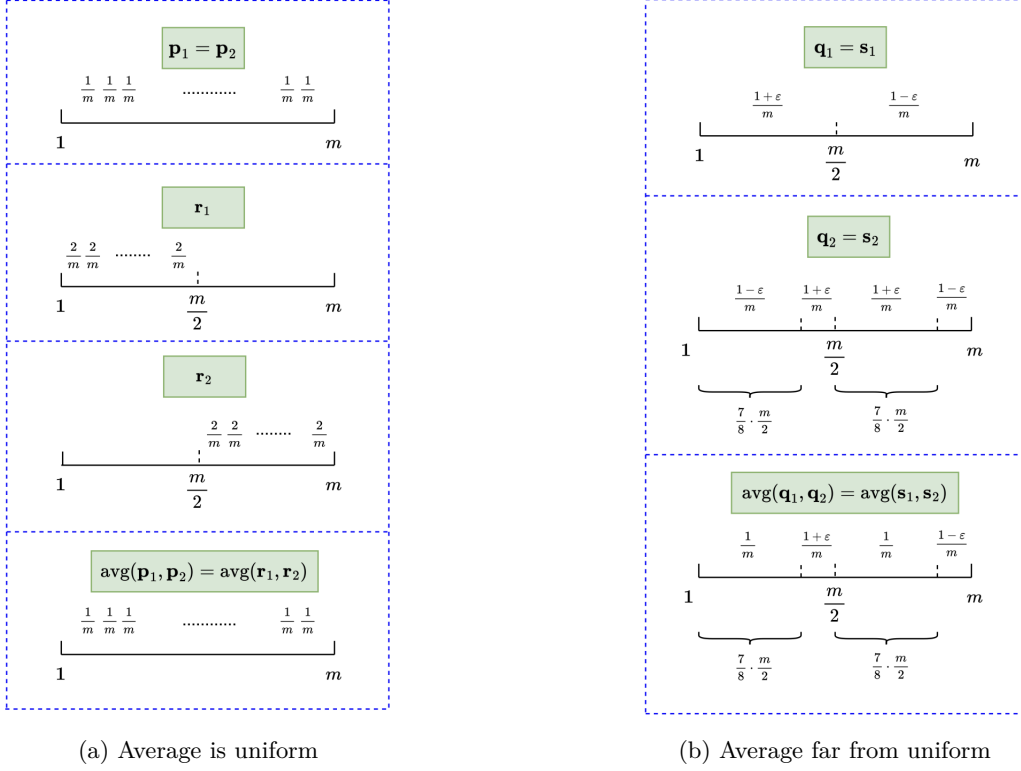 p₁ = p₂
1/m 1/m 1/m ............ 1/m 1/m
1 m
r₁
2/m 2/m ........ 2/m
1 m/2 m
r₂
2/m 2/m ........ 2/m
1 m/2 m
avg(p₁, p₂) = avg(r₁, r₂)
1/m 1/m 1/m ............ 1/m 1/m
1 m
(a) Average is uniform
q₁ = s₁
(1 + ε)/m (1 − ε)/m
1 m/2 m
q₂ = s₂
(1 − ε)/m (1 + ε)/m (1 + ε)/m (1 − ε)/m
1 m/2 m
7/8 · m/2 7/8 · m/2
avg(q₁, q₂) = avg(s₁, s₂)
1/m (1 + ε)/m 1/m (1 − ε)/m
1 m/2 m
7/8 · m/2 7/8 · m/2
(b) Average far from uniform